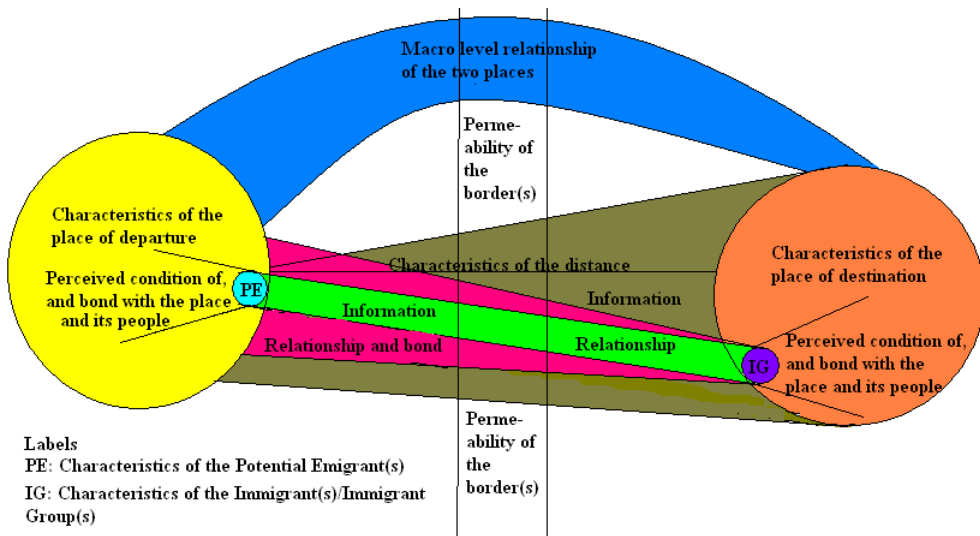 Macro level relationship
of the two places
Perme-
ability of
the
border(s)
Characteristics of the
place of departure
Characteristics of the distance
Characteristics of the
place of destination
Perceived condition of,
and bond with the place
and its people
PE
Information
Information
Relationship and bond
Relationship
IG
Perceived condition of,
and bond with the
place and its people
Perme-
ability of
the
border(s)
Labels
PE: Characteristics of the Potential Emigrant(s)
IG: Characteristics of the Immigrant(s)/Immigrant
Group(s)